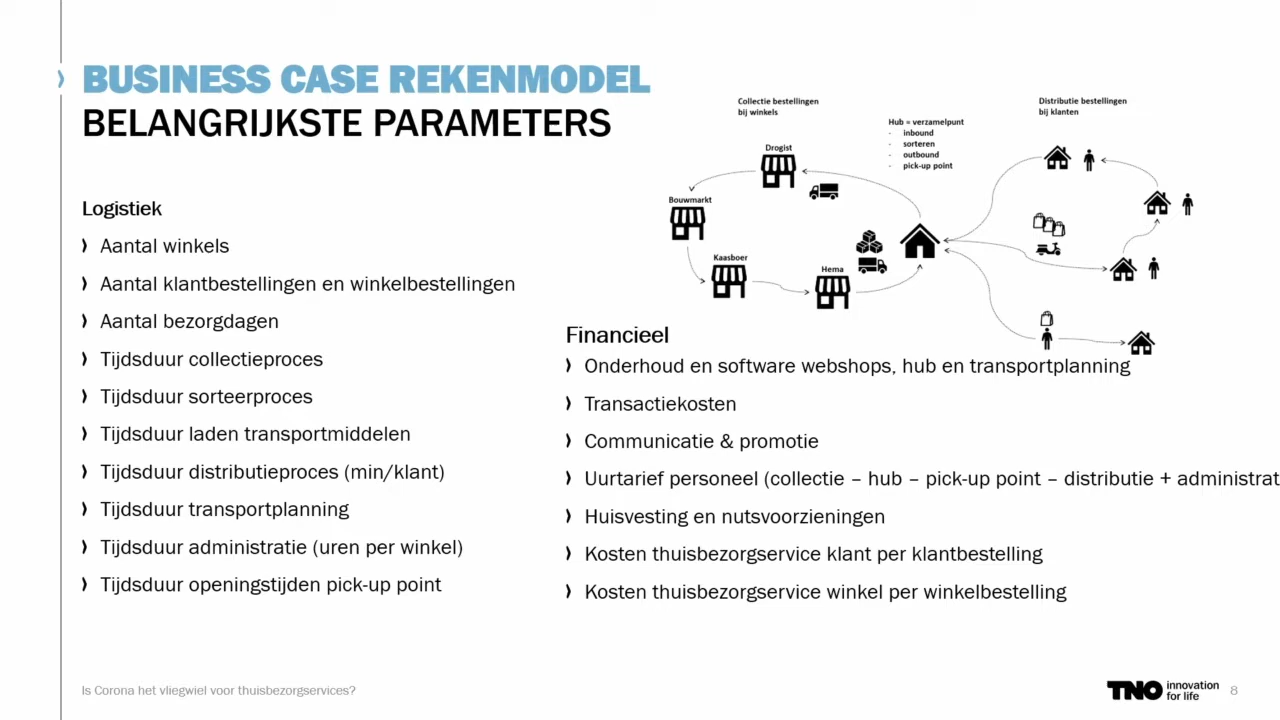 BUSINESS CASE REKENMODEL
BELANGRIJKSTE PARAMETERS
Collectie bestellingen
bij winkels
Hub = verzamelpunt
- inbound
- sorteren
- outbound
- pick-up point
Distributie bestellingen
bij klanten
Drogist
Bouwmarkt
Kaasboer
Hema
Logistiek
Aantal winkels
Aantal klantbestellingen en winkelbestellingen
Aantal bezorgdagen
Tijdsduur collectieproces
Tijdsduur sorteerproces
Tijdsduur laden transportmiddelen
Tijdsduur distributieproces (min/klant)
Tijdsduur transportplanning
Tijdsduur administratie (uren per winkel)
Tijdsduur openingstijden pick-up point
Financieel
Onderhoud en software webshops, hub en transportplanning
Transactiekosten
Communicatie & promotie
Uurtarief personeel (collectie – hub – pick-up point – distributie + administrat
Huisvesting en nutsvoorzieningen
Kosten thuisbezorgservice klant per klantbestelling
Kosten thuisbezorgservice winkel per winkelbestelling
Is Corona het vliegwiel voor thuisbezorgservices?
TNO innovation
for life
8